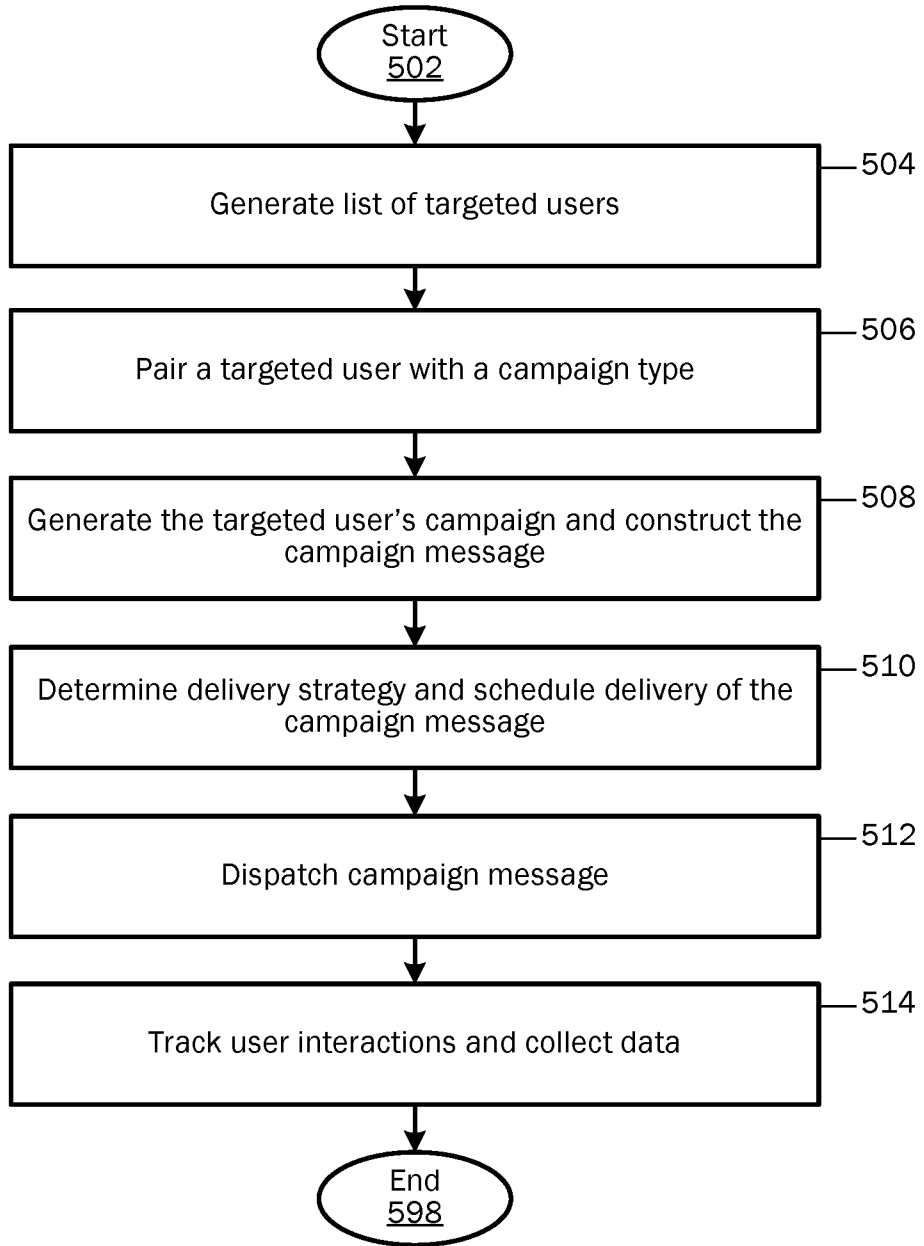 Start
502
504
Generate list of targeted users
506
Pair a targeted user with a campaign type
508
Generate the targeted user's campaign and construct the
campaign message
510
Determine delivery strategy and schedule delivery of the
campaign message
512
Dispatch campaign message
514
Track user interactions and collect data
End
598